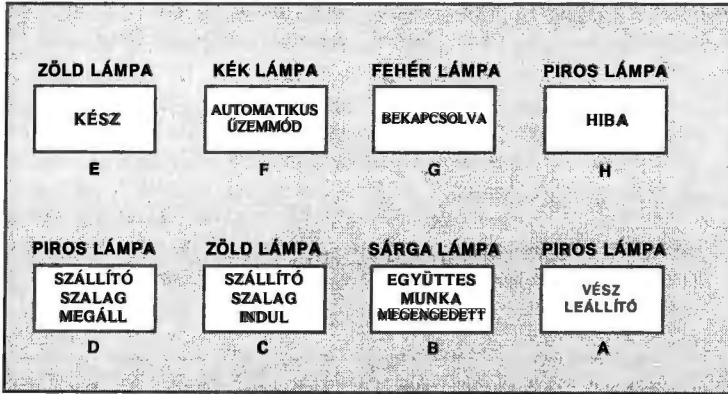 ZÖLD LÁMPA KÉK LÁMPA FEHÉR LÁMPA PIROS LÁMPA
KÉSZ
AUTOMATIKUS
ŰZEMMÓD
BEKAPCSOLVA
HIBA
E F G H
PIROS LÁMPA ZÖLD LÁMPA SÁRGA LÁMPA PIROS LÁMPA
SZÁLLÍTÓ
SZALAG
MEGÁLL
SZÁLLÍTÓ
SZALAG
INDUL
EGYÜTTES
MUNKA
MEGENGEDETT
VÉSZ
LEÁLLÍTÓ
D C B A